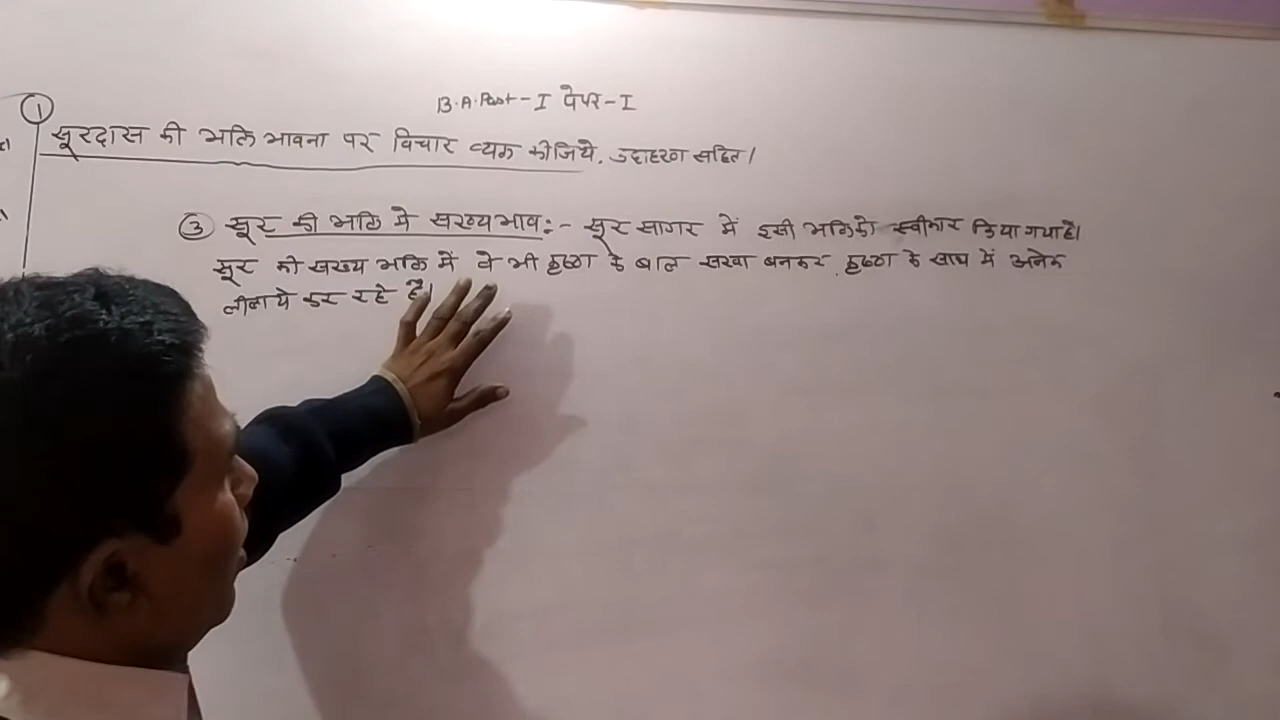 B.A. Part - I पेपर - I
① सूरदास की भक्ति भावना पर विचार व्यक्त कीजिये, उदाहरण सहित।
③ सूर की भक्ति में सख्य भाव :- सूर सागर में इसी भक्ति को स्वीकार किया गया है।
सूर की सख्य भक्ति में वे भी कृष्ण के बाल सखा बनकर, कृष्ण के साथ में अनेक
लीलाये कर रहे हैं।